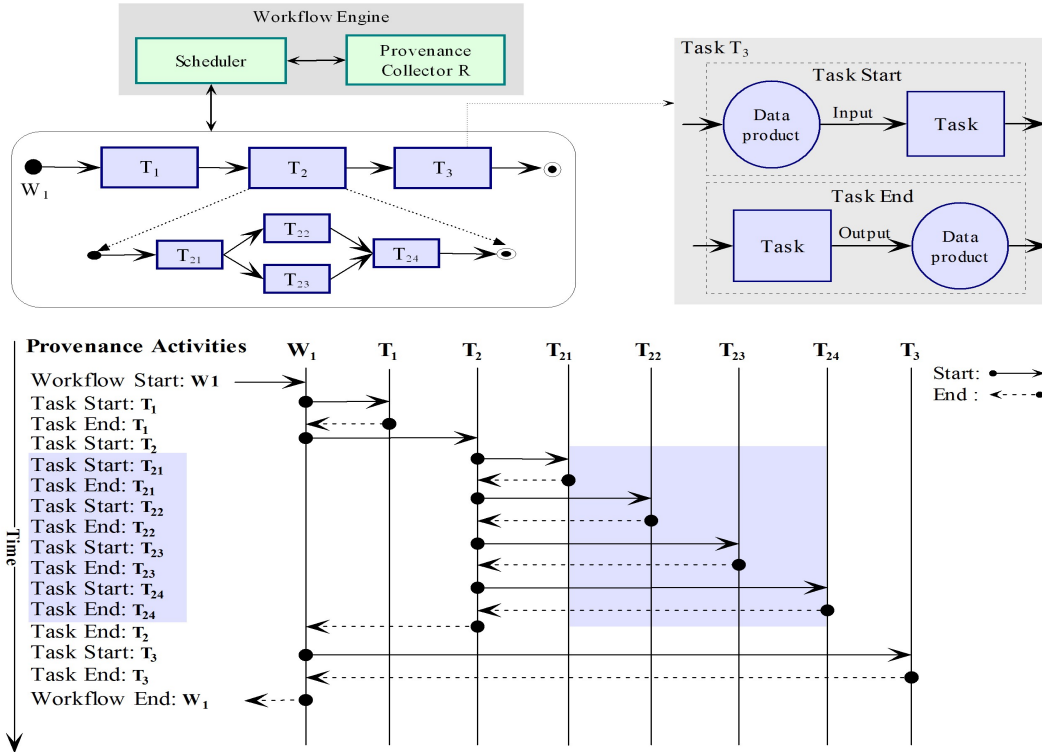 Workflow Engine
Scheduler
Provenance
Collector R
Task T3
Task Start
Data
product
Input
Task
Task End
Task
Output
Data
product
W1
T1
T2
T3
T21
T22
T23
T24
Provenance Activities
W1
T1
T2
T21
T22
T23
T24
T3
Workflow Start: W1
Task Start: T1
Task End: T1
Task Start: T2
Task Start: T21
Task End: T21
Task Start: T22
Task End: T22
Task Start: T23
Task End: T23
Task Start: T24
Task End: T24
Task End: T2
Task Start: T3
Task End: T3
Workflow End: W1
Start:
End :
Time